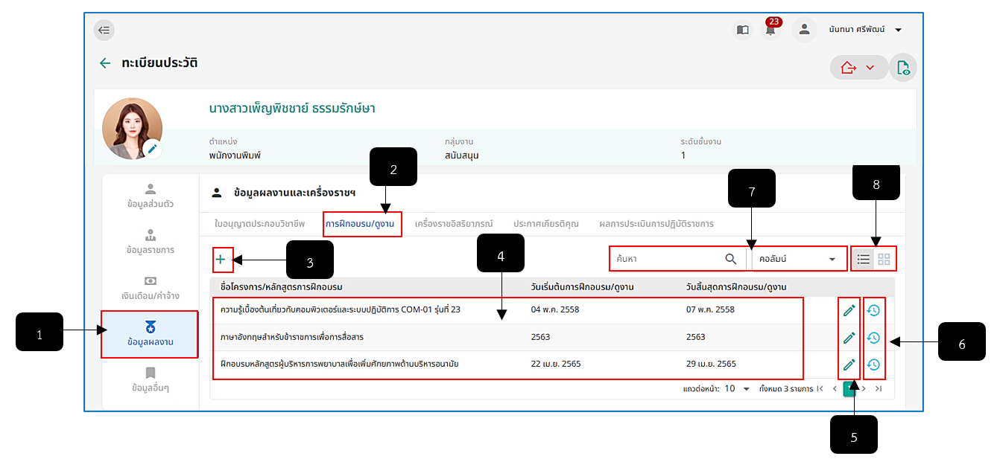 23
นันทนา ศรีพัฒน์
ทะเบียนประวัติ
นางสาวเพ็ญพิชชาย์ ธรรมรักษ์ษา
ตำแหน่ง กลุ่มงาน ระดับชั้นงาน
พนักงานพิมพ์ สนับสนุน 1
2
7
8
ข้อมูลส่วนตัว
ข้อมูลผลงานและเครื่องราชฯ
ใบอนุญาตประกอบวิชาชีพ การฝึกอบรม/ดูงาน เครื่องราชอิสริยาภรณ์ ประกาศเกียรติคุณ ผลการประเมินการปฏิบัติราชการ
ข้อมูลราชการ
3
4
ค้นหา คอลัมน์
ชื่อโครงการ/หลักสูตรการฝึกอบรม วันเริ่มต้นการฝึกอบรม/ดูงาน วันสิ้นสุดการฝึกอบรม/ดูงาน
เงินเดือน/ค่าจ้าง
ความรู้เบื้องต้นเกี่ยวกับคอมพิวเตอร์และระบบปฏิบัติการ COM-01 รุ่นที่ 23 04 พ.ค. 2558 07 พ.ค. 2558
1
ข้อมูลผลงาน
ภาษาอังกฤษสำหรับข้าราชการเพื่อการสื่อสาร 2563 2563
6
ฝึกอบรมหลักสูตรผู้บริหารการพยาบาลเพื่อเพิ่มศักยภาพด้านบริหารอนามัย 22 เม.ย. 2565 29 เม.ย. 2565
ข้อมูลอื่นๆ
แถวต่อหน้า: 10 ทั้งหมด 3 รายการ
5